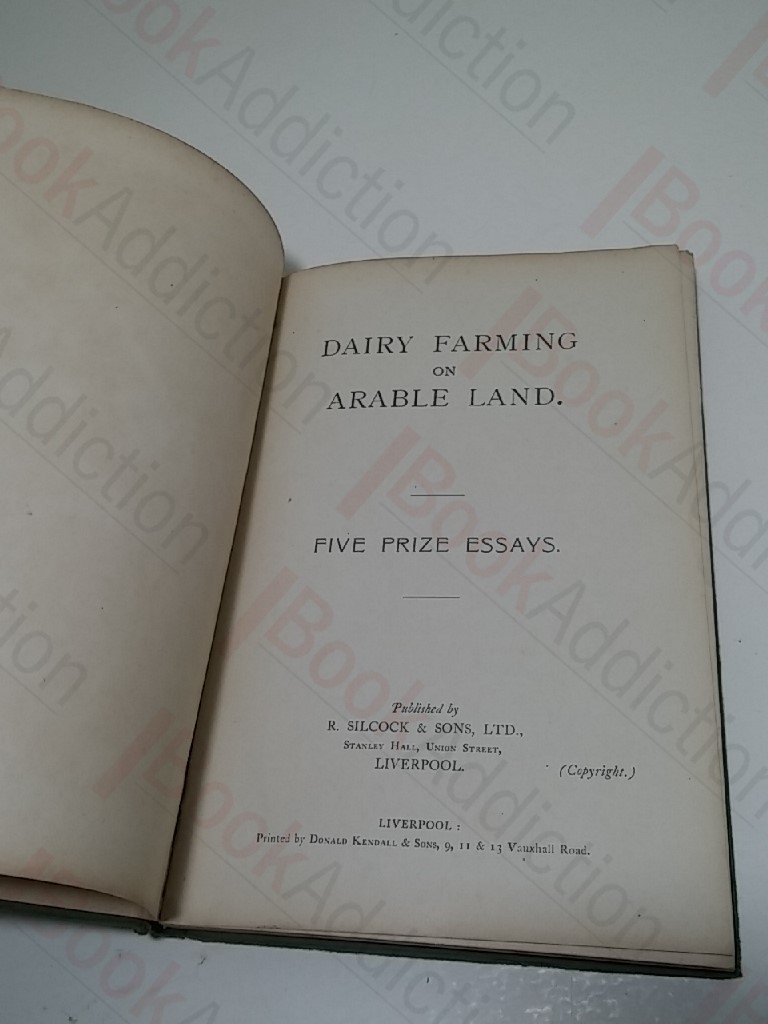 DAIRY FARMING
ON
ARABLE LAND.
FIVE PRIZE ESSAYS.
Published by
R. SILCOCK & SONS, LTD.,
STANLEY HALL, UNION STREET,
LIVERPOOL.
(Copyright.)
LIVERPOOL:
Printed by DONALD KENDALL & SONS, 9, 11 & 13 Vauxhall Road.
BookAddiction